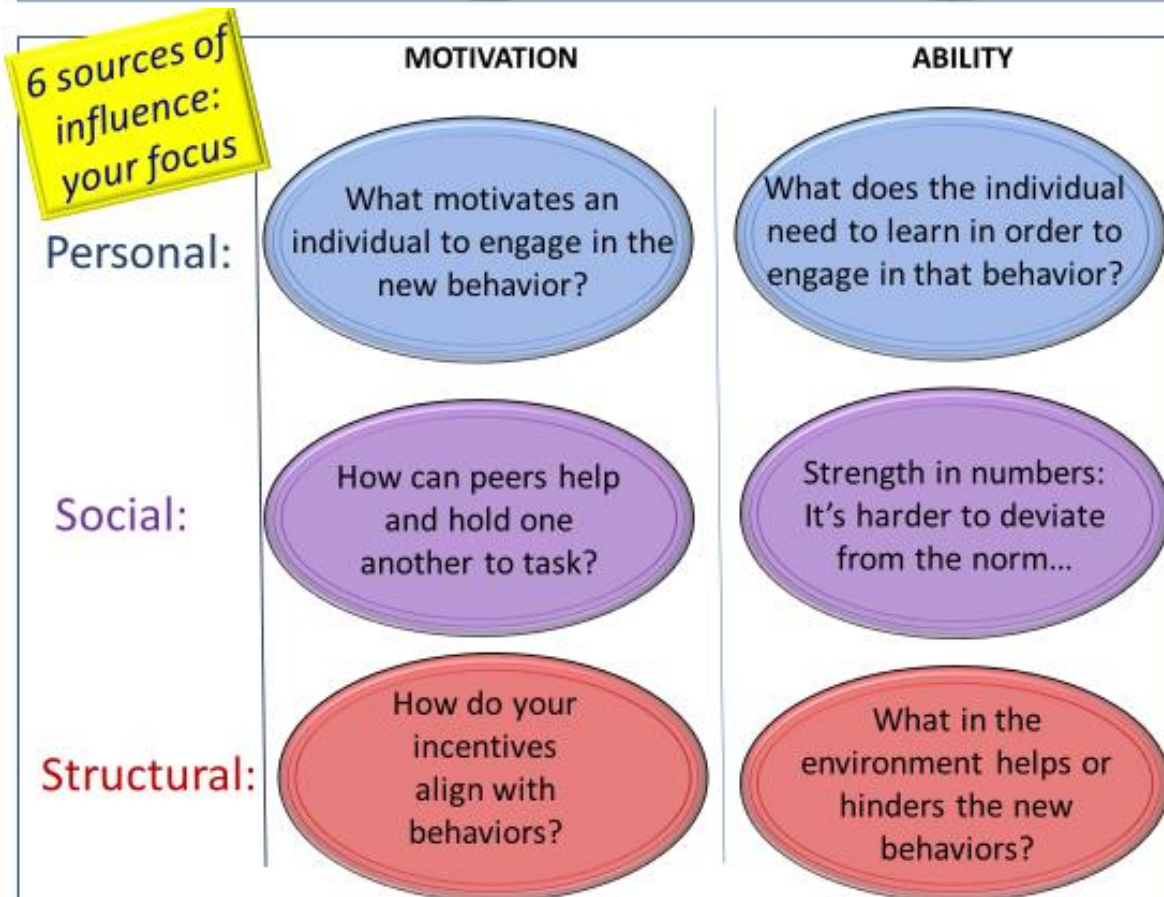 6 sources of
influence:
your focus
MOTIVATION
ABILITY
Personal:
What motivates an
individual to engage in the
new behavior?
What does the individual
need to learn in order to
engage in that behavior?
Social:
How can peers help
and hold one
another to task?
Strength in numbers:
It’s harder to deviate
from the norm...
Structural:
How do your
incentives
align with
behaviors?
What in the
environment helps or
hinders the new
behaviors?